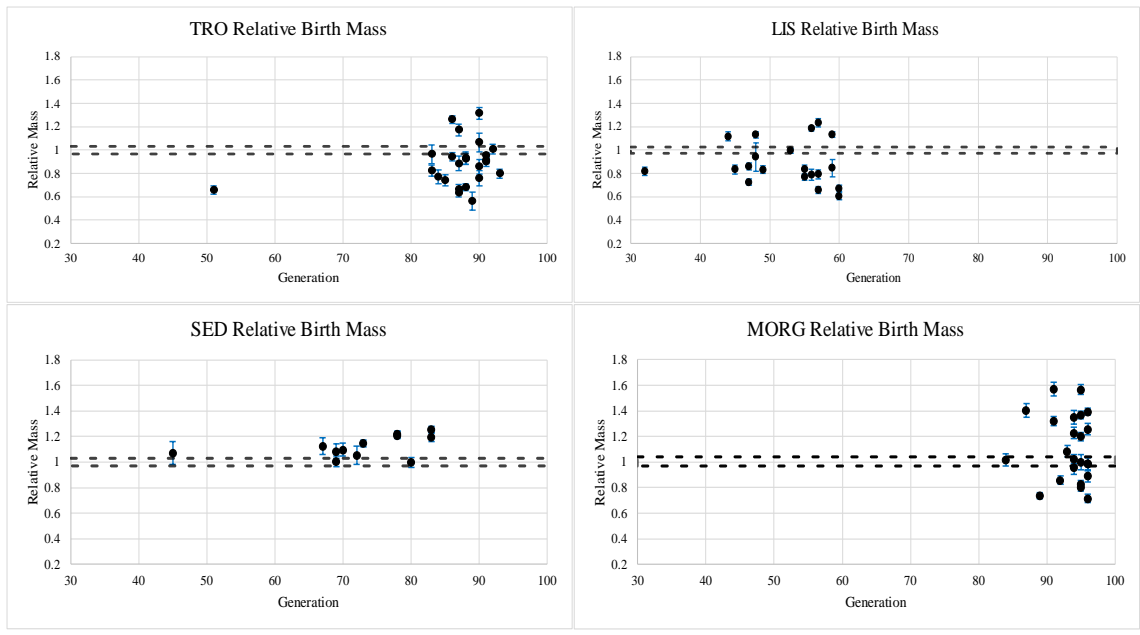 TRO Relative Birth Mass
1.8
1.6
1.4
1.2
1
0.8
0.6
0.4
0.2
Relative Mass
30 40 50 60 70 80 90 100
Generation
LIS Relative Birth Mass
1.8
1.6
1.4
1.2
1
0.8
0.6
0.4
0.2
Relative Mass
30 40 50 60 70 80 90 100
Generation
SED Relative Birth Mass
1.8
1.6
1.4
1.2
1
0.8
0.6
0.4
0.2
Relative Mass
30 40 50 60 70 80 90 100
Generation
MORG Relative Birth Mass
1.8
1.6
1.4
1.2
1
0.8
0.6
0.4
0.2
Relative Mass
30 40 50 60 70 80 90 100
Generation